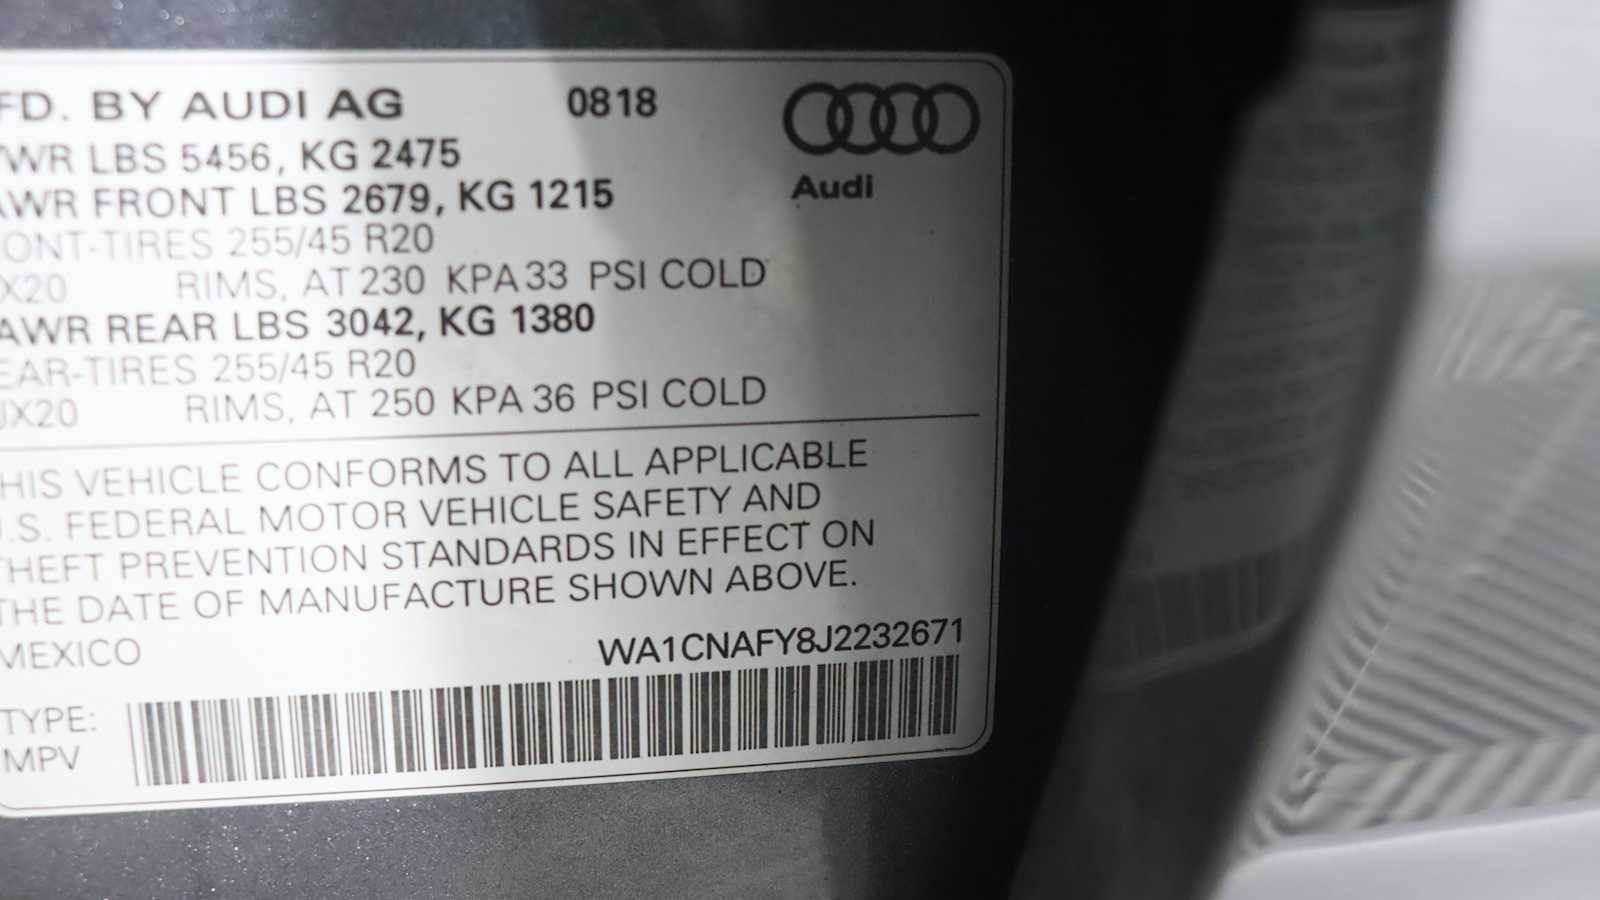 FD. BY AUDI AG 0818
WR LBS 5456, KG 2475
AWR FRONT LBS 2679, KG 1215
ONT-TIRES 255/45 R20
X20 RIMS, AT 230 KPA 33 PSI COLD
AWR REAR LBS 3042, KG 1380
EAR-TIRES 255/45 R20
JX20 RIMS, AT 250 KPA 36 PSI COLD
Audi
HIS VEHICLE CONFORMS TO ALL APPLICABLE
U.S. FEDERAL MOTOR VEHICLE SAFETY AND
THEFT PREVENTION STANDARDS IN EFFECT ON
THE DATE OF MANUFACTURE SHOWN ABOVE.
MEXICO WA1CNAFY8J2232671
TYPE:
MPV